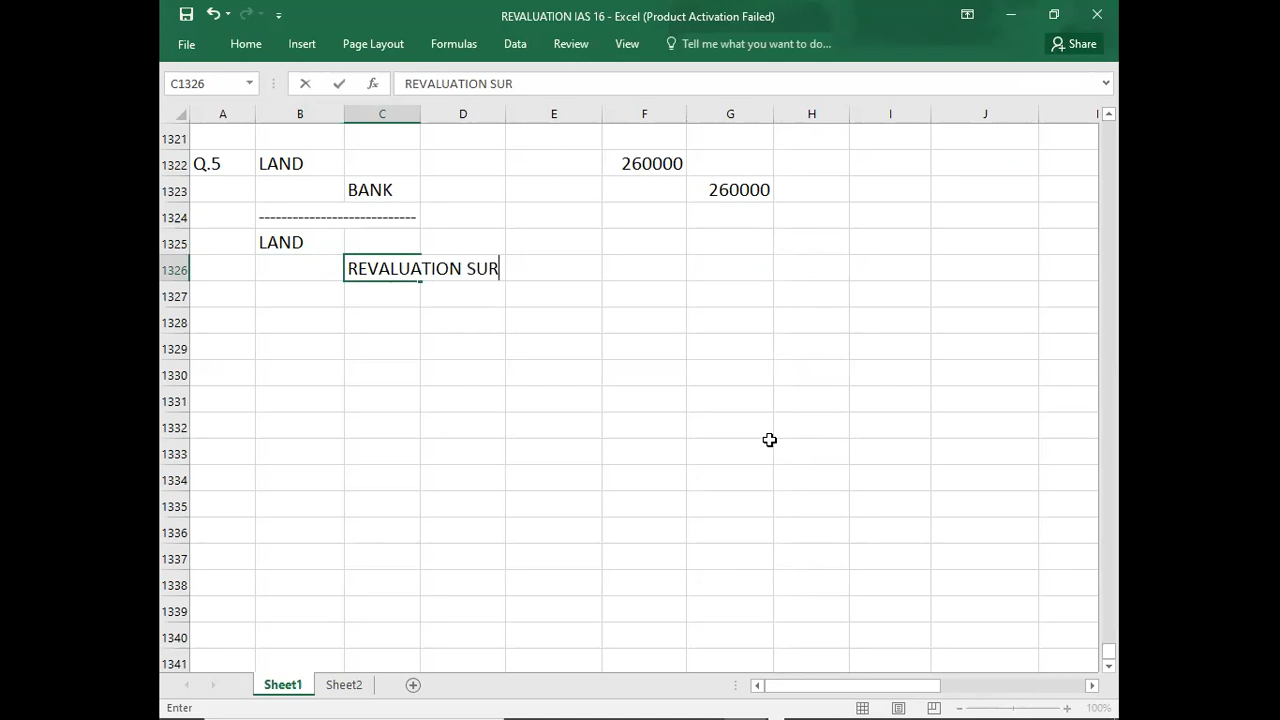 REVALUATION IAS 16 - Excel (Product Activation Failed)
File Home Insert Page Layout Formulas Data Review View Tell me what you want to do... Share
C1326 fx REVALUATION SUR
A B C D E F G H I J
1321
1322 Q.5 LAND 260000
1323 BANK 260000
1324 ----------------------------
1325 LAND
1326 REVALUATION SUR
1327
1328
1329
1330
1331
1332
1333
1334
1335
1336
1337
1338
1339
1340
1341
Sheet1 Sheet2
Enter 100%